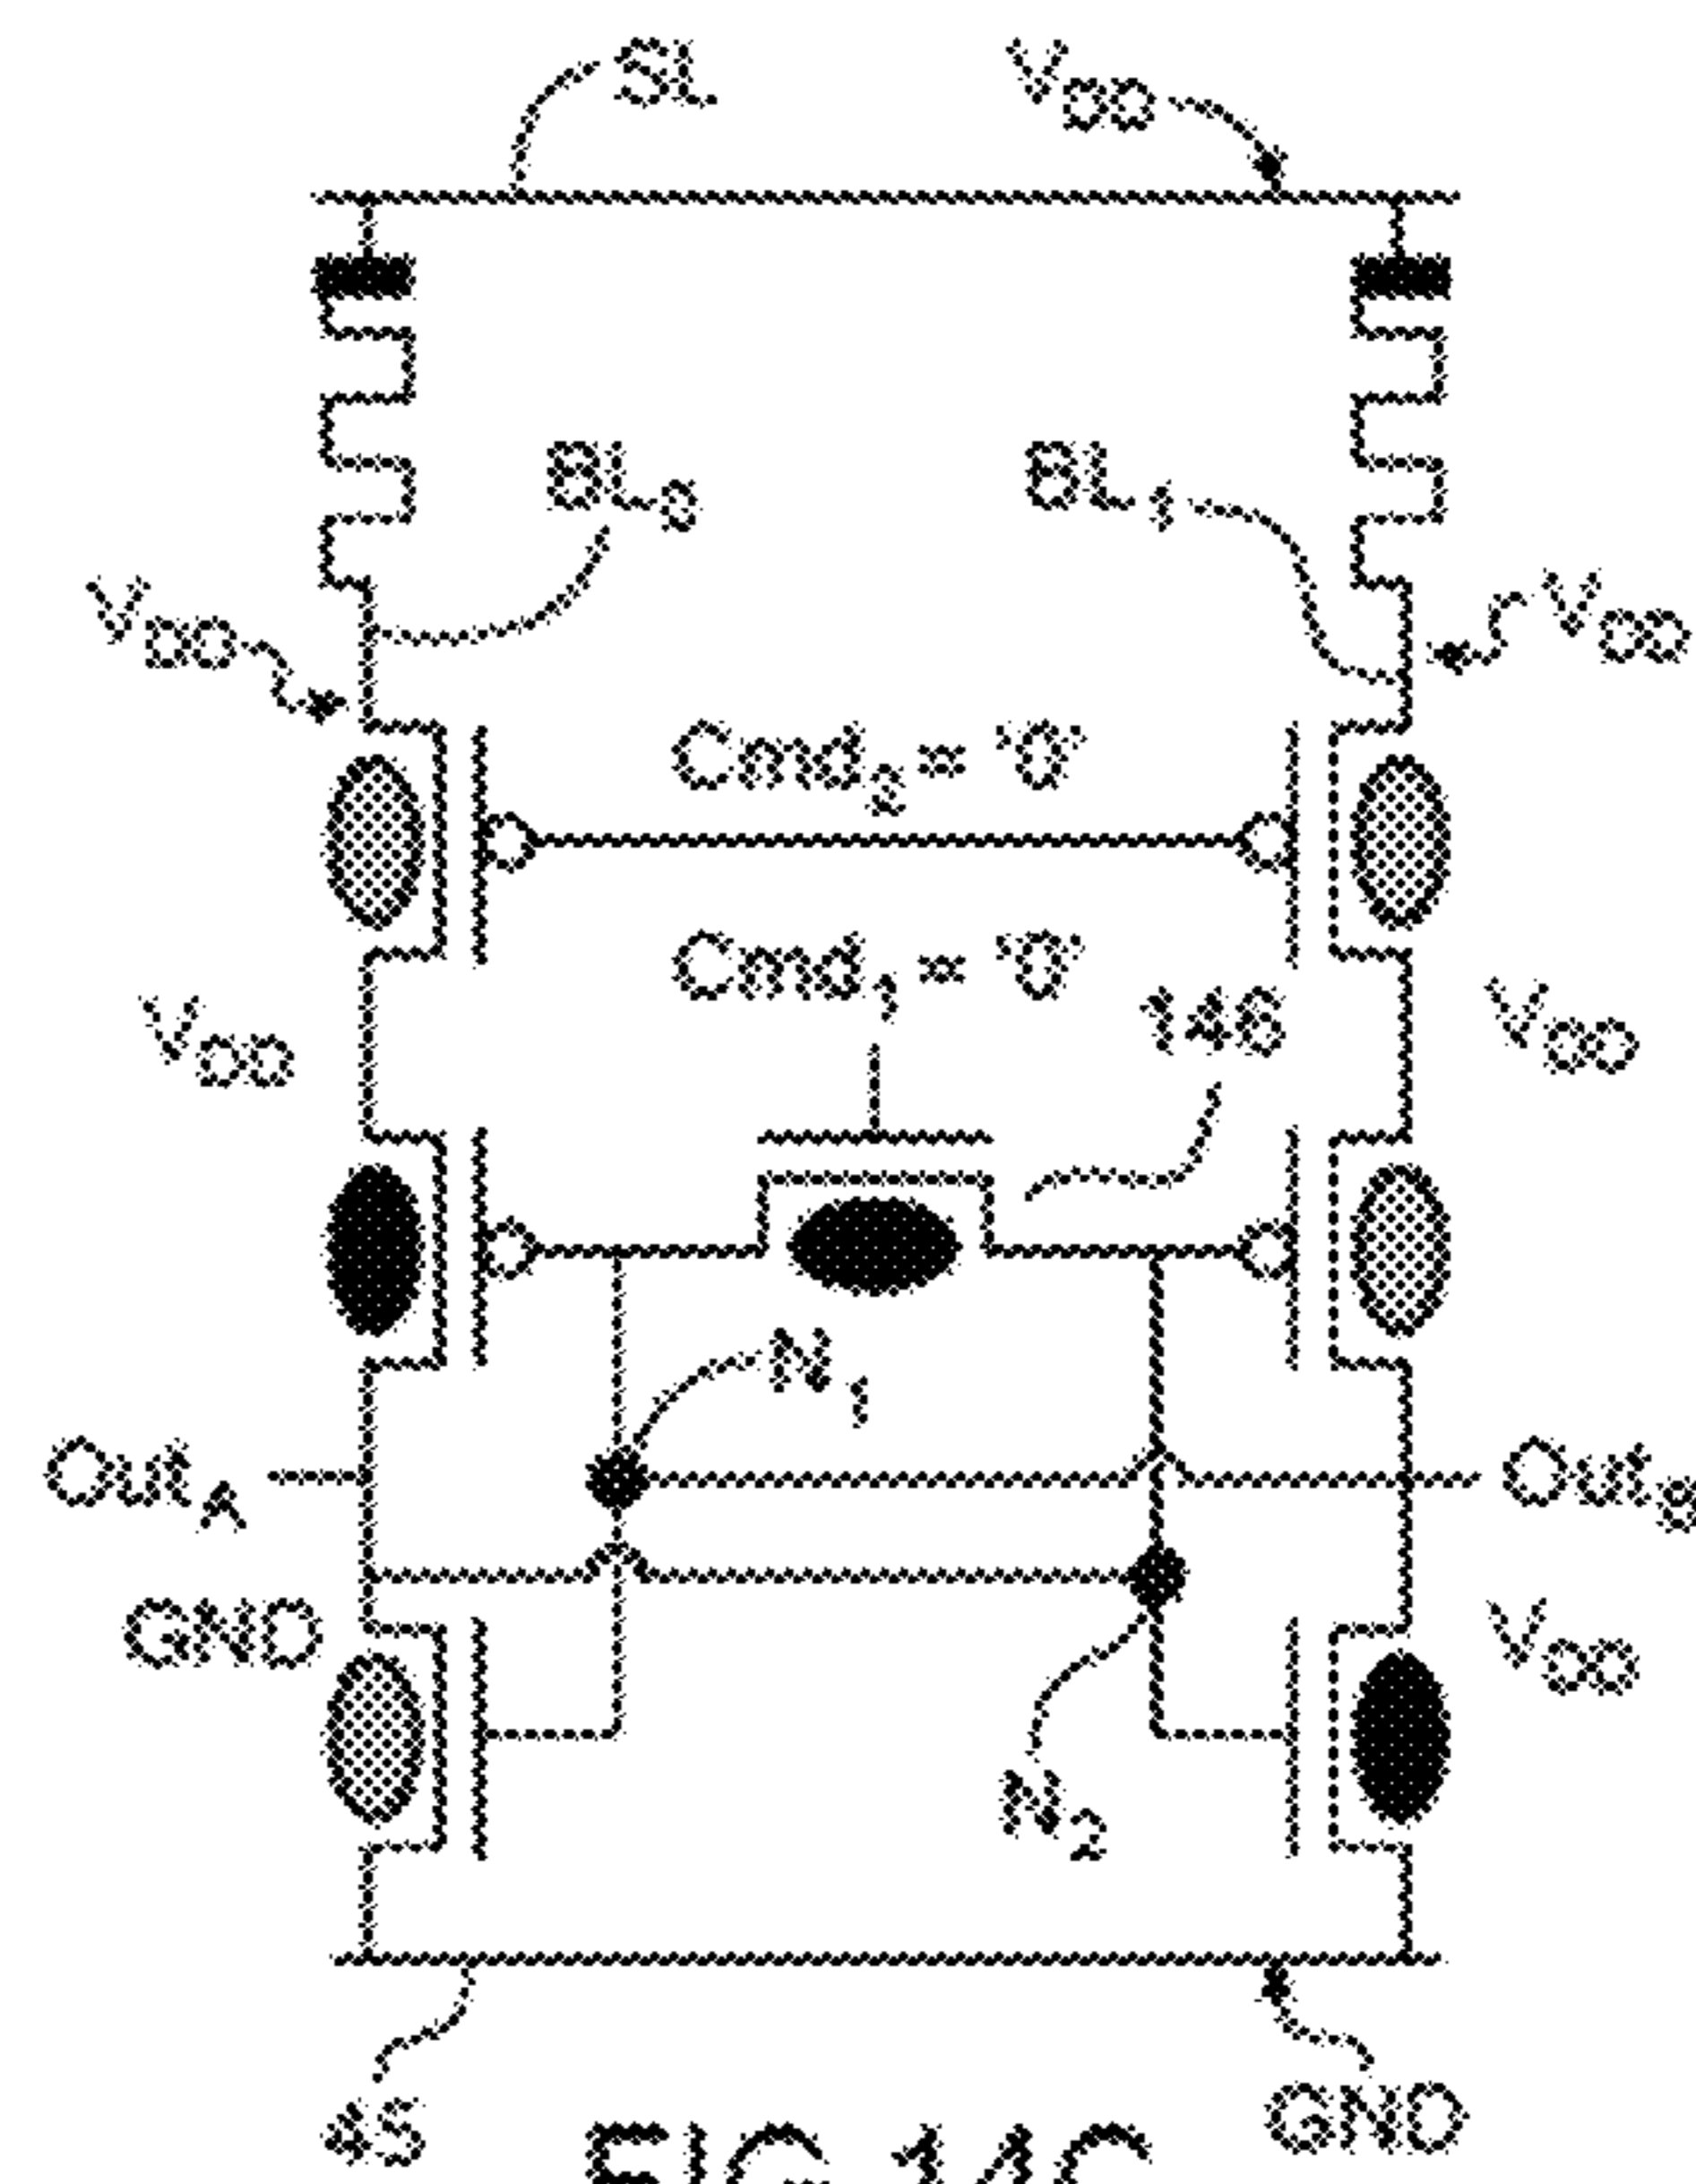 SL
VDD
BL0
BL1
VDD
VDD
Cmd2 = '0'
Cmd1 = '0'
146
VDD
VDD
N1
OutA
OutB
GND
VDD
N2
45
GND
FIG.14C